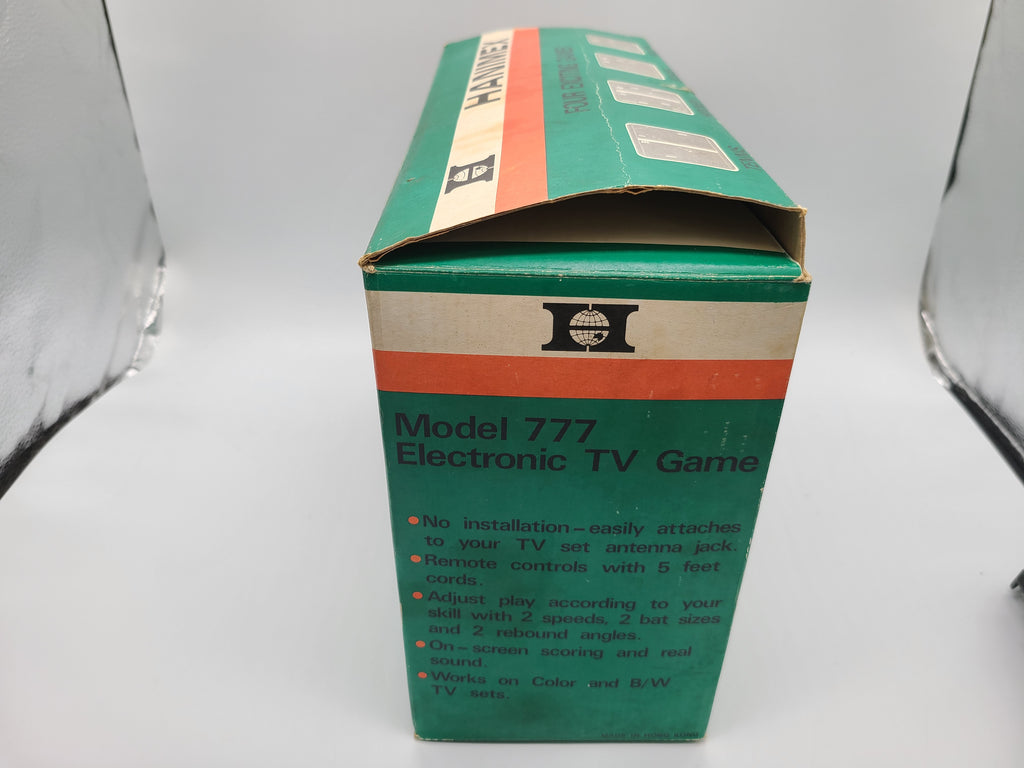 HANIMEX
FOUR EXCITING GAMES
H
H
Model 777
Electronic TV Game
• No installation – easily attaches
to your TV set antenna jack.
• Remote controls with 5 feet
cords.
• Adjust play according to your
skill with 2 speeds, 2 bat sizes
and 2 rebound angles.
• On – screen scoring and real
sound.
• Works on Color and B/W
TV sets.
MADE IN HONG KONG